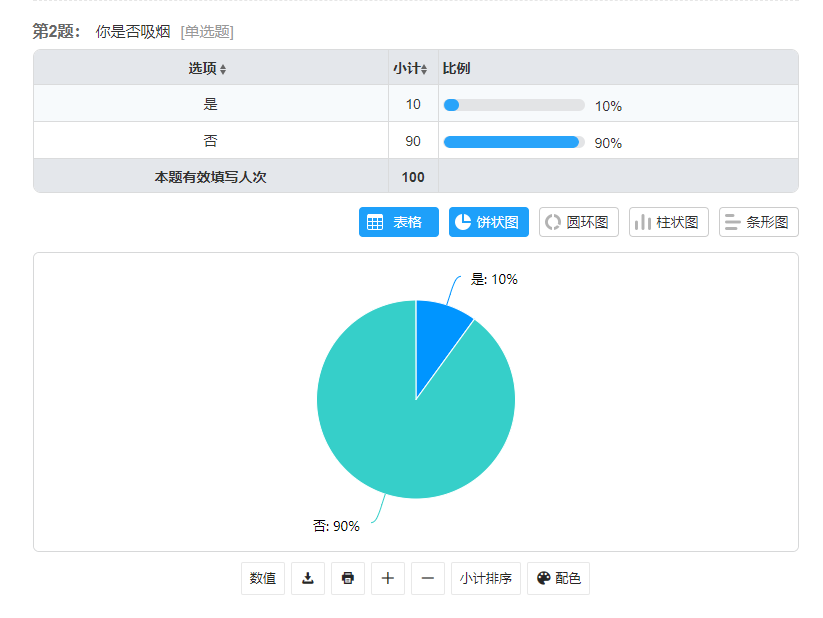 第2题： 你是否吸烟 [单选题]
选项 小计 比例
是 10 10%
否 90 90%
本题有效填写人次 100
表格 饼状图 圆环图 柱状图 条形图
是: 10%
否: 90%
数值 小计排序 配色